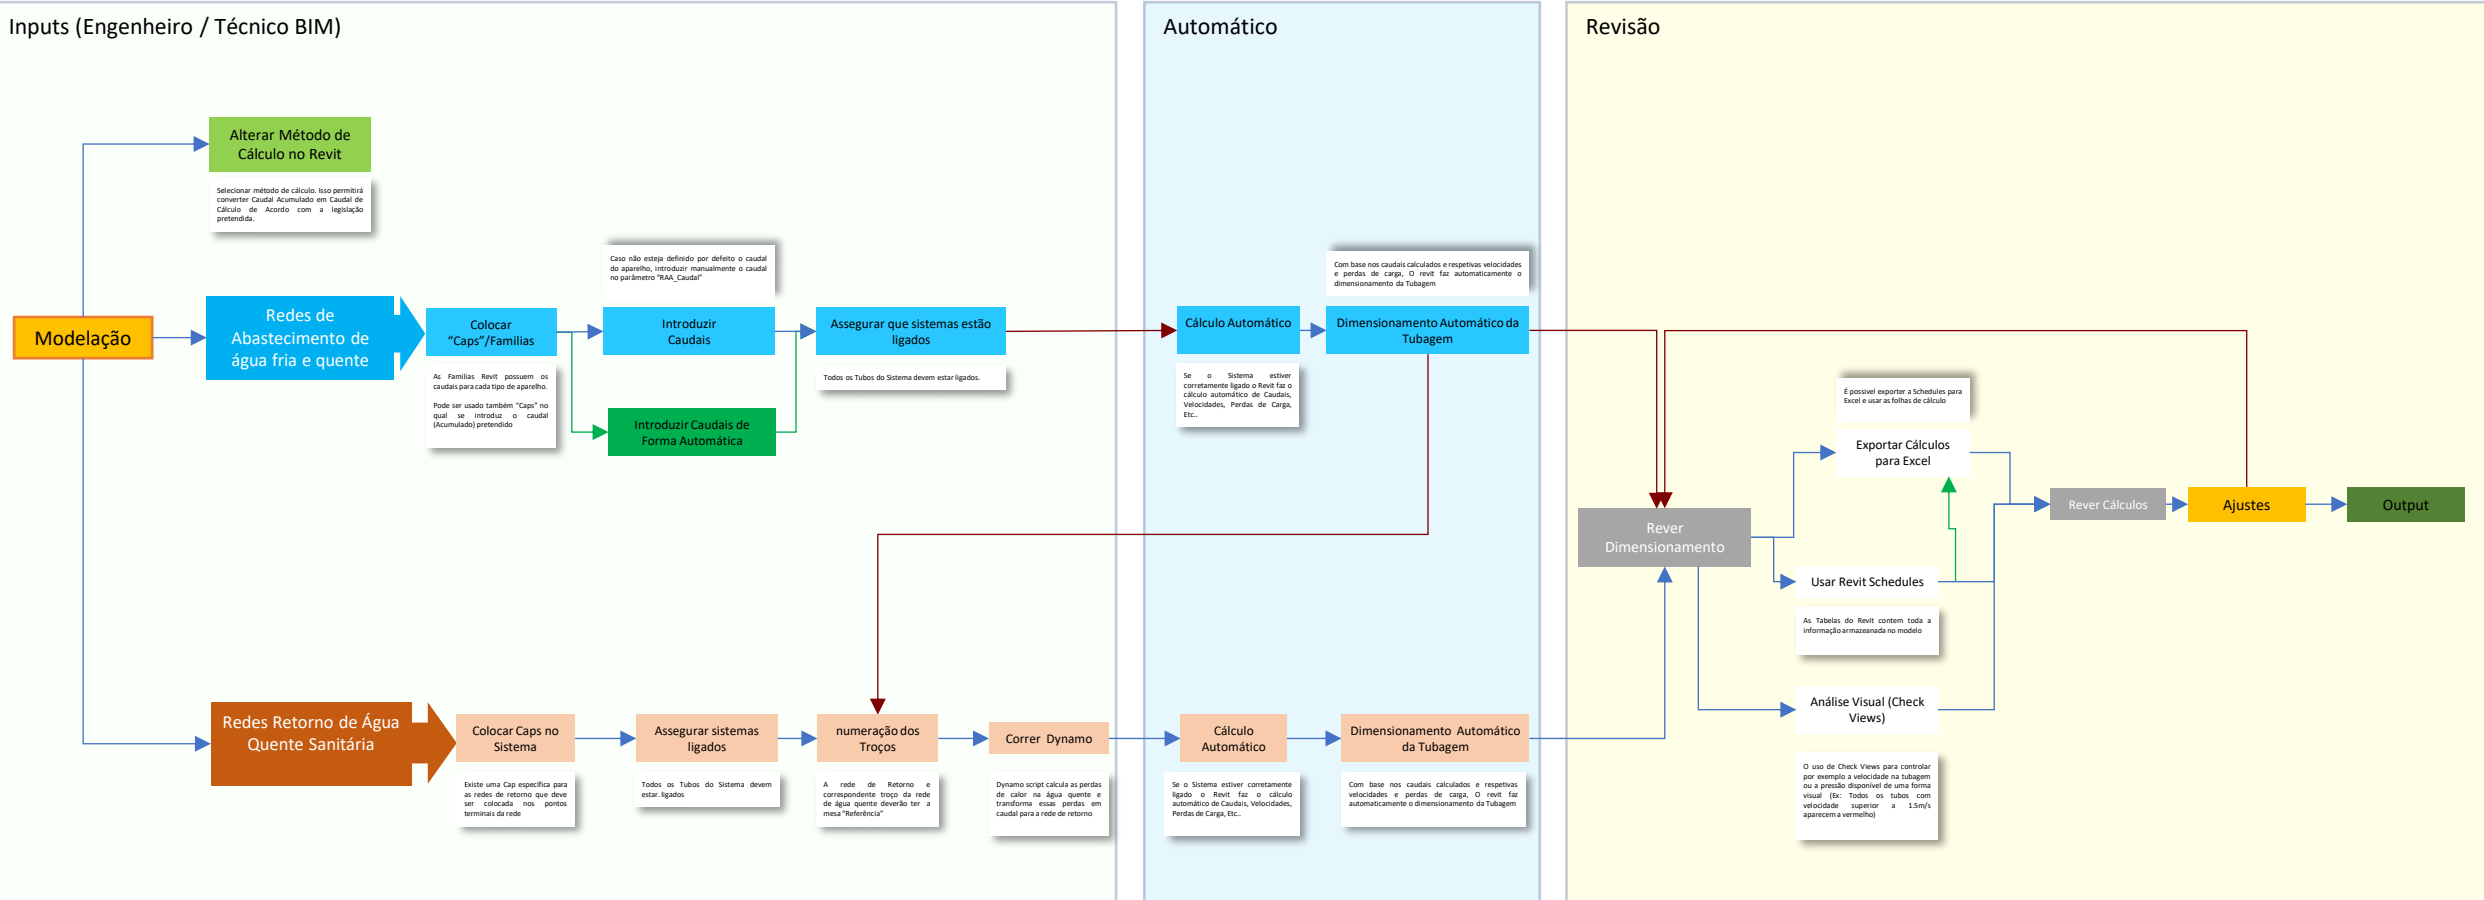 Inputs (Engenheiro / Técnico BIM)
Automático
Revisão
Alterar Método de
Cálculo no Revit
Selecionar método de cálculo. Isso permitirá
converter Caudal Acumulado em Caudal de
Cálculo de Acordo com a legislação
pretendida.
Modelação
Redes de
Abastecimento de
água fria e quente
Colocar
“Caps”/Familias
As Familias Revit possuem os
caudais para cada tipo de aparelho.
Pode ser usado também “Caps” no
qual se introduz o caudal
(Acumulado) pretendido
Caso não esteja definido por defeito o caudal
do aparelho, introduzir manualmente o caudal
no parâmetro “RAA_Caudal”
Introduzir
Caudais
Introduzir Caudais de
Forma Automática
Assegurar que sistemas estão
ligados
Todos os Tubos do Sistema devem estar ligados.
Cálculo Automático
Se o Sistema estiver
corretamente ligado o Revit faz o
cálculo automático de Caudais,
Velocidades, Perdas de Carga,
Etc..
Com base nos caudais calculados e respetivas velocidades
e perdas de carga, O revit faz automaticamente o
dimensionamento da Tubagem
Dimensionamento Automático da
Tubagem
Redes Retorno de Água
Quente Sanitária
Colocar Caps no
Sistema
Existe uma Cap específica para
as redes de retorno que deve
ser colocada nos pontos
terminais da rede
Assegurar sistemas
ligados
Todos os Tubos do Sistema devem
estar. ligados
numeração dos
Troços
A rede de Retorno e
correspondente troço da rede
de água quente deverão ter a
mesa “Referência”
Correr Dynamo
Dynamo script calcula as perdas
de calor na água quente e
transforma essas perdas em
caudal para a rede de retorno
Cálculo
Automático
Se o Sistema estiver corretamente
ligado o Revit faz o cálculo
automático de Caudais, Velocidades,
Perdas de Carga, Etc..
Dimensionamento Automático
da Tubagem
Com base nos caudais calculados e respetivas
velocidades e perdas de carga, O revit faz
automaticamente o dimensionamento da Tubagem
Rever
Dimensionamento
É possivel exporter a Schedules para
Excel e usar as folhas de cálculo
Exportar Cálculos
para Excel
Usar Revit Schedules
As Tabelas do Revit contem toda a
informação armazeanada no modelo
Análise Visual (Check
Views)
O uso de Check Views para controlar
por exemplo a velocidade na tubagem
ou a pressão disponível de uma forma
visual (Ex: Todos os tubos com
velocidade superior a 1.5m/s
aparecem a vermelho)
Rever Cálculos
Ajustes
Output